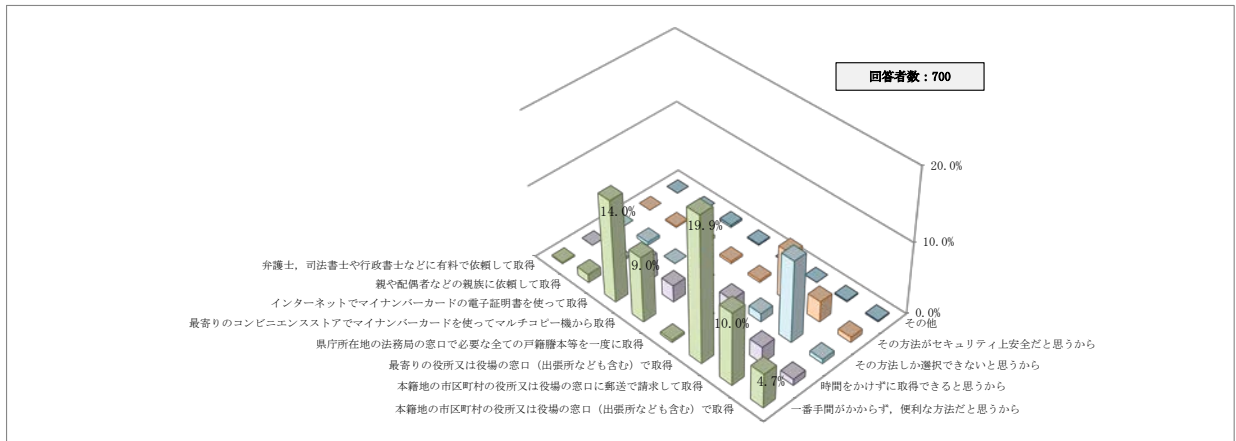 回答者数：700
20.0%
10.0%
0.0%
14.0%
9.0%
19.9%
10.0%
4.7%
弁護士，司法書士や行政書士などに有料で依頼して取得
親や配偶者などの親族に依頼して取得
インターネットでマイナンバーカードの電子証明書を使って取得
最寄りのコンビニエンスストアでマイナンバーカードを使ってマルチコピー機から取得
県庁所在地の法務局の窓口で必要な全ての戸籍謄本等を一度に取得
最寄りの役所又は役場の窓口（出張所なども含む）で取得
本籍地の市区町村の役所又は役場の窓口に郵送で請求して取得
本籍地の市区町村の役所又は役場の窓口（出張所なども含む）で取得
その他
その方法がセキュリティ上安全だと思うから
その方法しか選択できないと思うから
時間をかけずに取得できると思うから
一番手間がかからず，便利な方法だと思うから